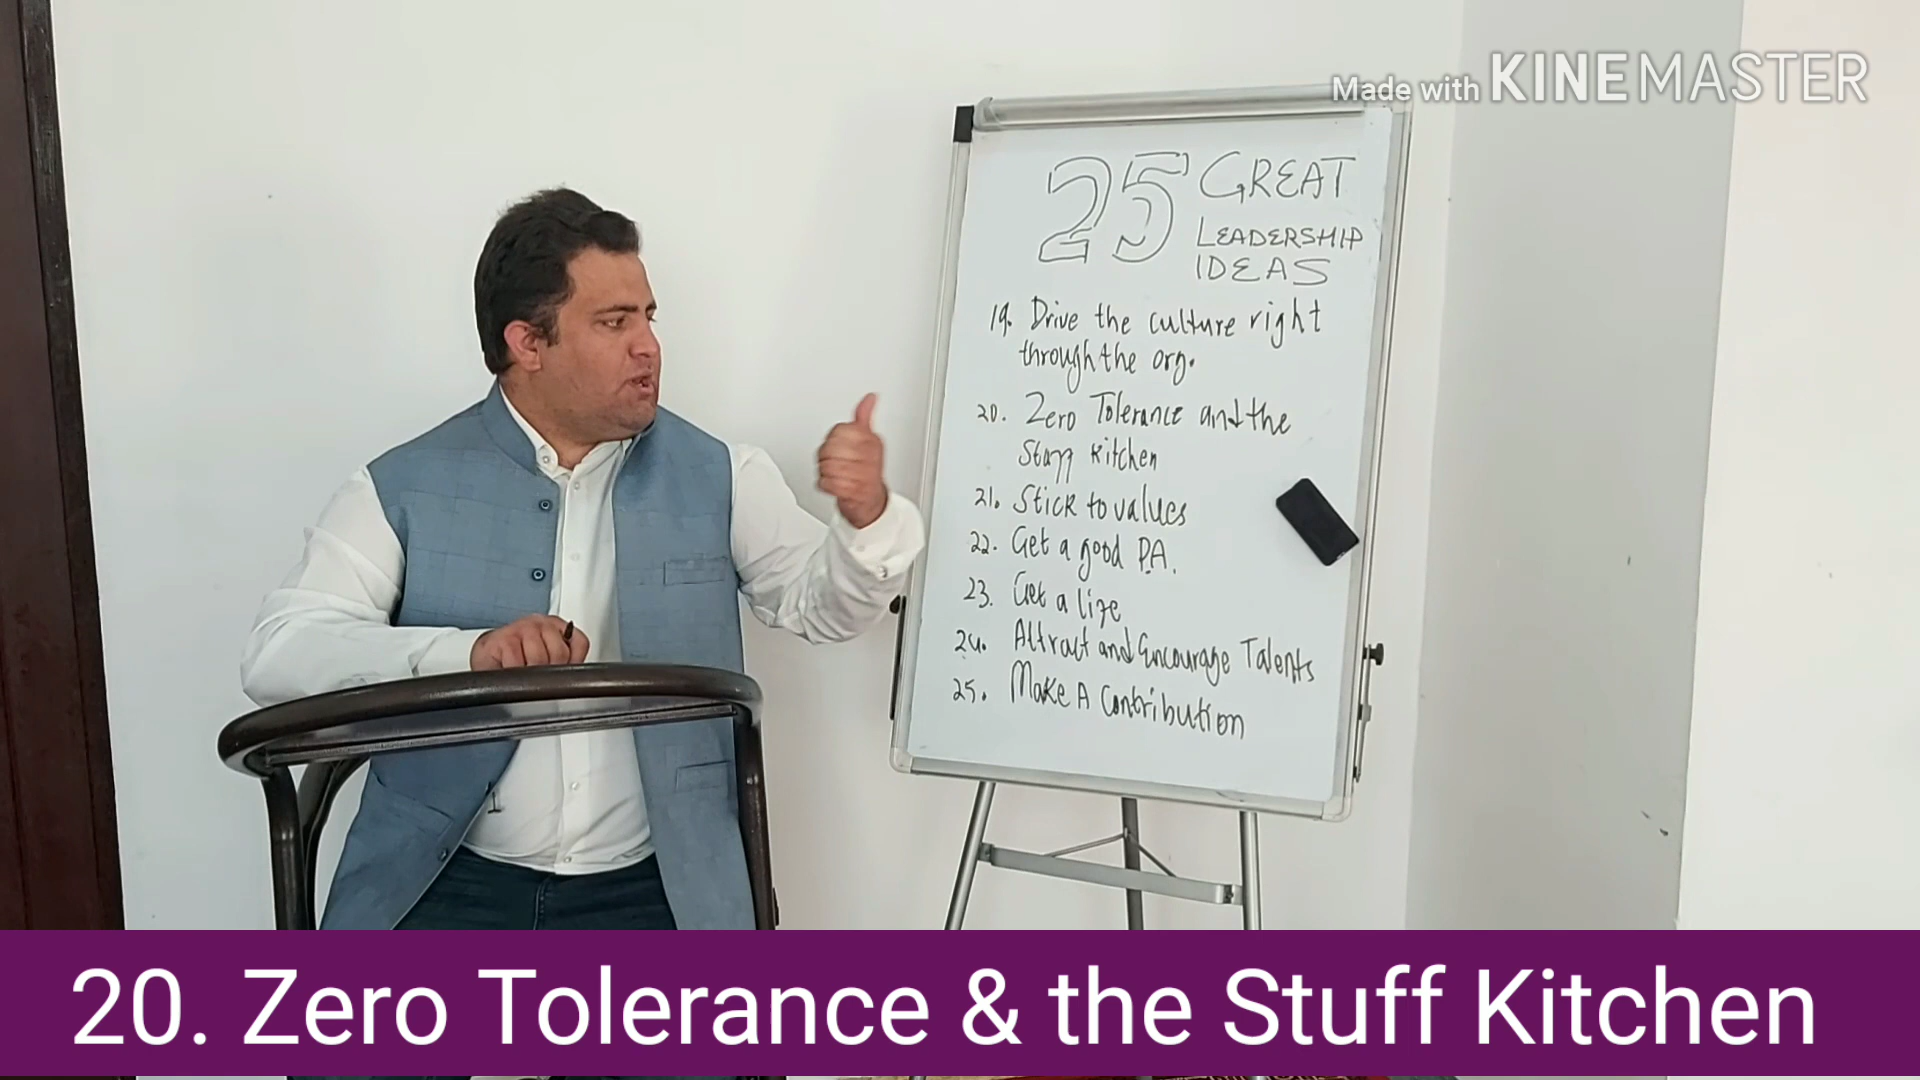 Made with KINEMASTER
25 GREAT
LEADERSHIP
IDEAS
19. Drive the culture right
through the org.
20. Zero Tolerance and the
Staff Kitchen
21. Stick to values
22. Get a good P.A.
23. Get a life
24. Attract and Encourage Talents
25. Make A Contribution
20. Zero Tolerance & the Stuff Kitchen